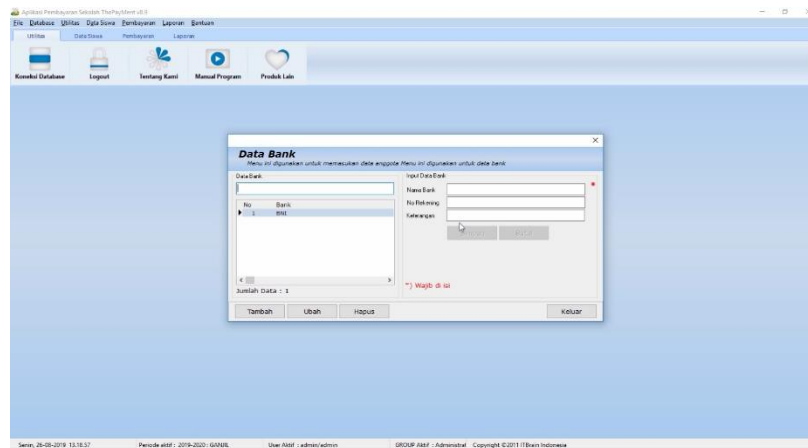 Aplikasi Pembayaran Sekolah ThePayMent v8.0
File Database Utilitas Data Siswa Pembayaran Laporan Bantuan
Utilitas Data Siswa Pembayaran Laporan
Koneksi Database Logout Tentang Kami Manual Program Produk Lain
Data Bank
Menu ini digunakan untuk memasukan data anggota Menu ini digunakan untuk data bank
Data Bank
Input Data Bank
Nama Bank *
No Rekening
Keterangan
No Bank
1 BNI
Jumlah Data : 1
*) Wajib di isi
Tambah Ubah Hapus Keluar
Senin, 26-08-2019 13.16.57 Periode aktif : 2019-2020 : GANJIL User Aktif : admin/admin GROUP Aktif : Administrat Copyright ©2011 ITBrain Indonesia